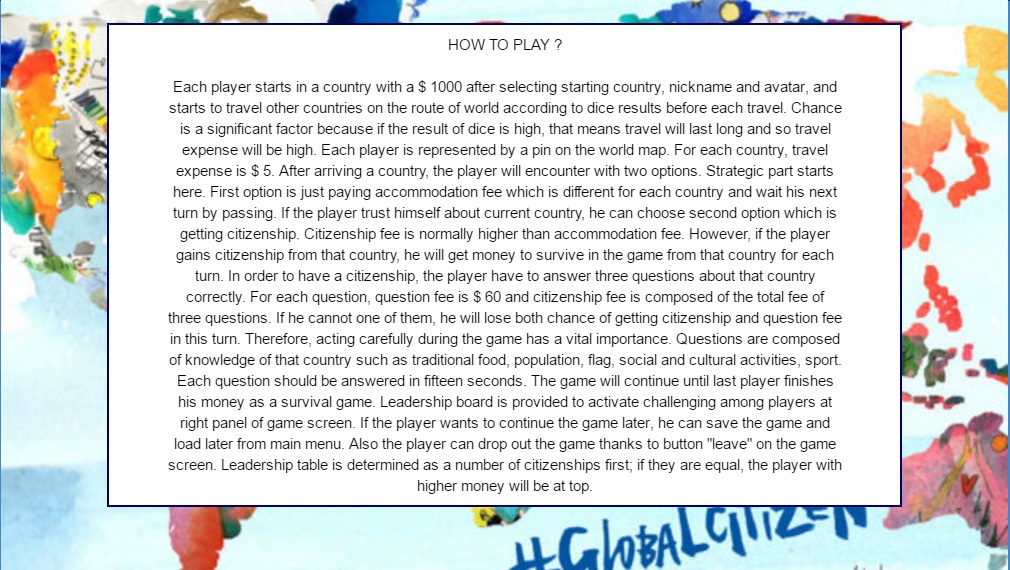 HOW TO PLAY ?
Each player starts in a country with a $ 1000 after selecting starting country, nickname and avatar, and
starts to travel other countries on the route of world according to dice results before each travel. Chance
is a significant factor because if the result of dice is high, that means travel will last long and so travel
expense will be high. Each player is represented by a pin on the world map. For each country, travel
expense is $ 5. After arriving a country, the player will encounter with two options. Strategic part starts
here. First option is just paying accommodation fee which is different for each country and wait his next
turn by passing. If the player trust himself about current country, he can choose second option which is
getting citizenship. Citizenship fee is normally higher than accommodation fee. However, if the player
gains citizenship from that country, he will get money to survive in the game from that country for each
turn. In order to have a citizenship, the player have to answer three questions about that country
correctly. For each question, question fee is $ 60 and citizenship fee is composed of the total fee of
three questions. If he cannot one of them, he will lose both chance of getting citizenship and question fee
in this turn. Therefore, acting carefully during the game has a vital importance. Questions are composed
of knowledge of that country such as traditional food, population, flag, social and cultural activities, sport.
Each question should be answered in fifteen seconds. The game will continue until last player finishes
his money as a survival game. Leadership board is provided to activate challenging among players at
right panel of game screen. If the player wants to continue the game later, he can save the game and
load later from main menu. Also the player can drop out the game thanks to button "leave" on the game
screen. Leadership table is determined as a number of citizenships first; if they are equal, the player with
higher money will be at top.
#GLOBALCITIZEN